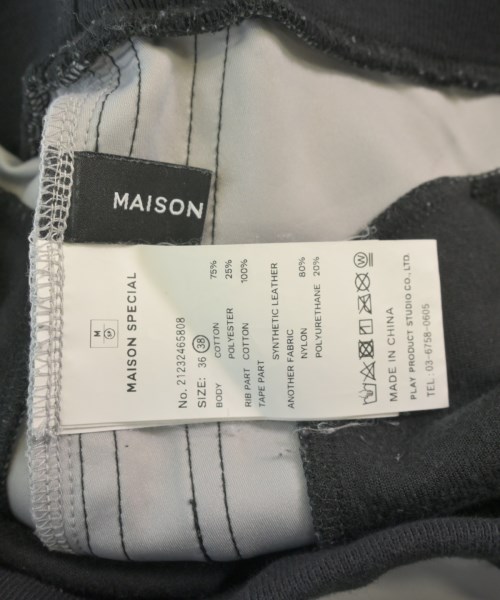 MAISON
M
SP
MAISON SPECIAL
No. 21232465808
SIZE: 36 38
BODY COTTON 75%
POLYESTER 25%
RIB PART COTTON 100%
TAPE PART
SYNTHETIC LEATHER
ANOTHER FABRIC
NYLON 80%
POLYURETHANE 20%
MADE IN CHINA
PLAY PRODUCT STUDIO CO., LTD.
TEL: 03-6758-0605